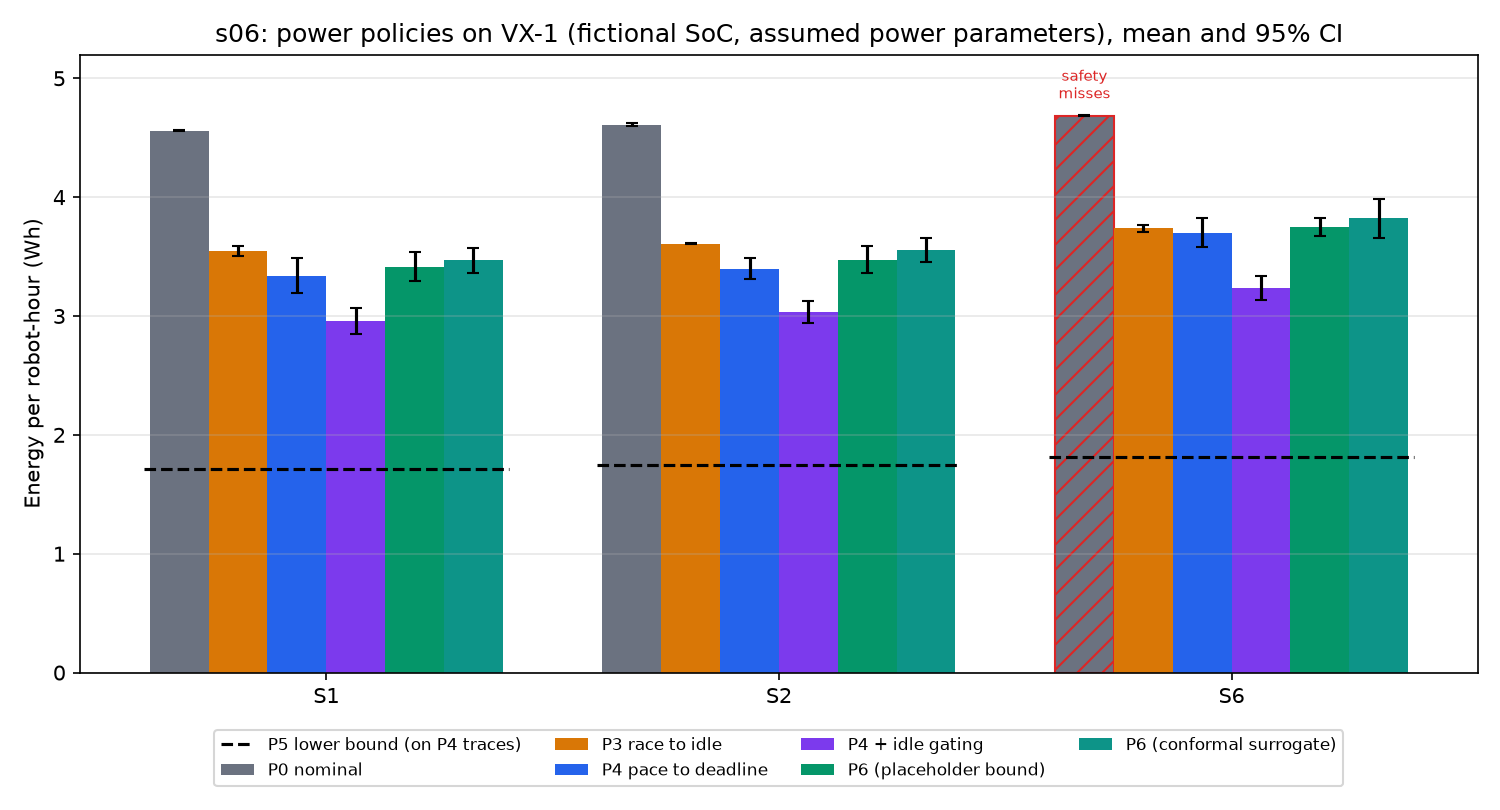 s06: power policies on VX-1 (fictional SoC, assumed power parameters), mean and 95% CI
Energy per robot-hour (Wh)
5
4
3
2
1
0
safety
misses
S1
S2
S6
P5 lower bound (on P4 traces)
P0 nominal
P3 race to idle
P4 pace to deadline
P4 + idle gating
P6 (placeholder bound)
P6 (conformal surrogate)